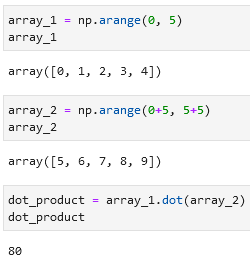 array_1 = np.arange(0, 5)
array_1
array([0, 1, 2, 3, 4])
array_2 = np.arange(0+5, 5+5)
array_2
array([5, 6, 7, 8, 9])
dot_product = array_1.dot(array_2)
dot_product
80